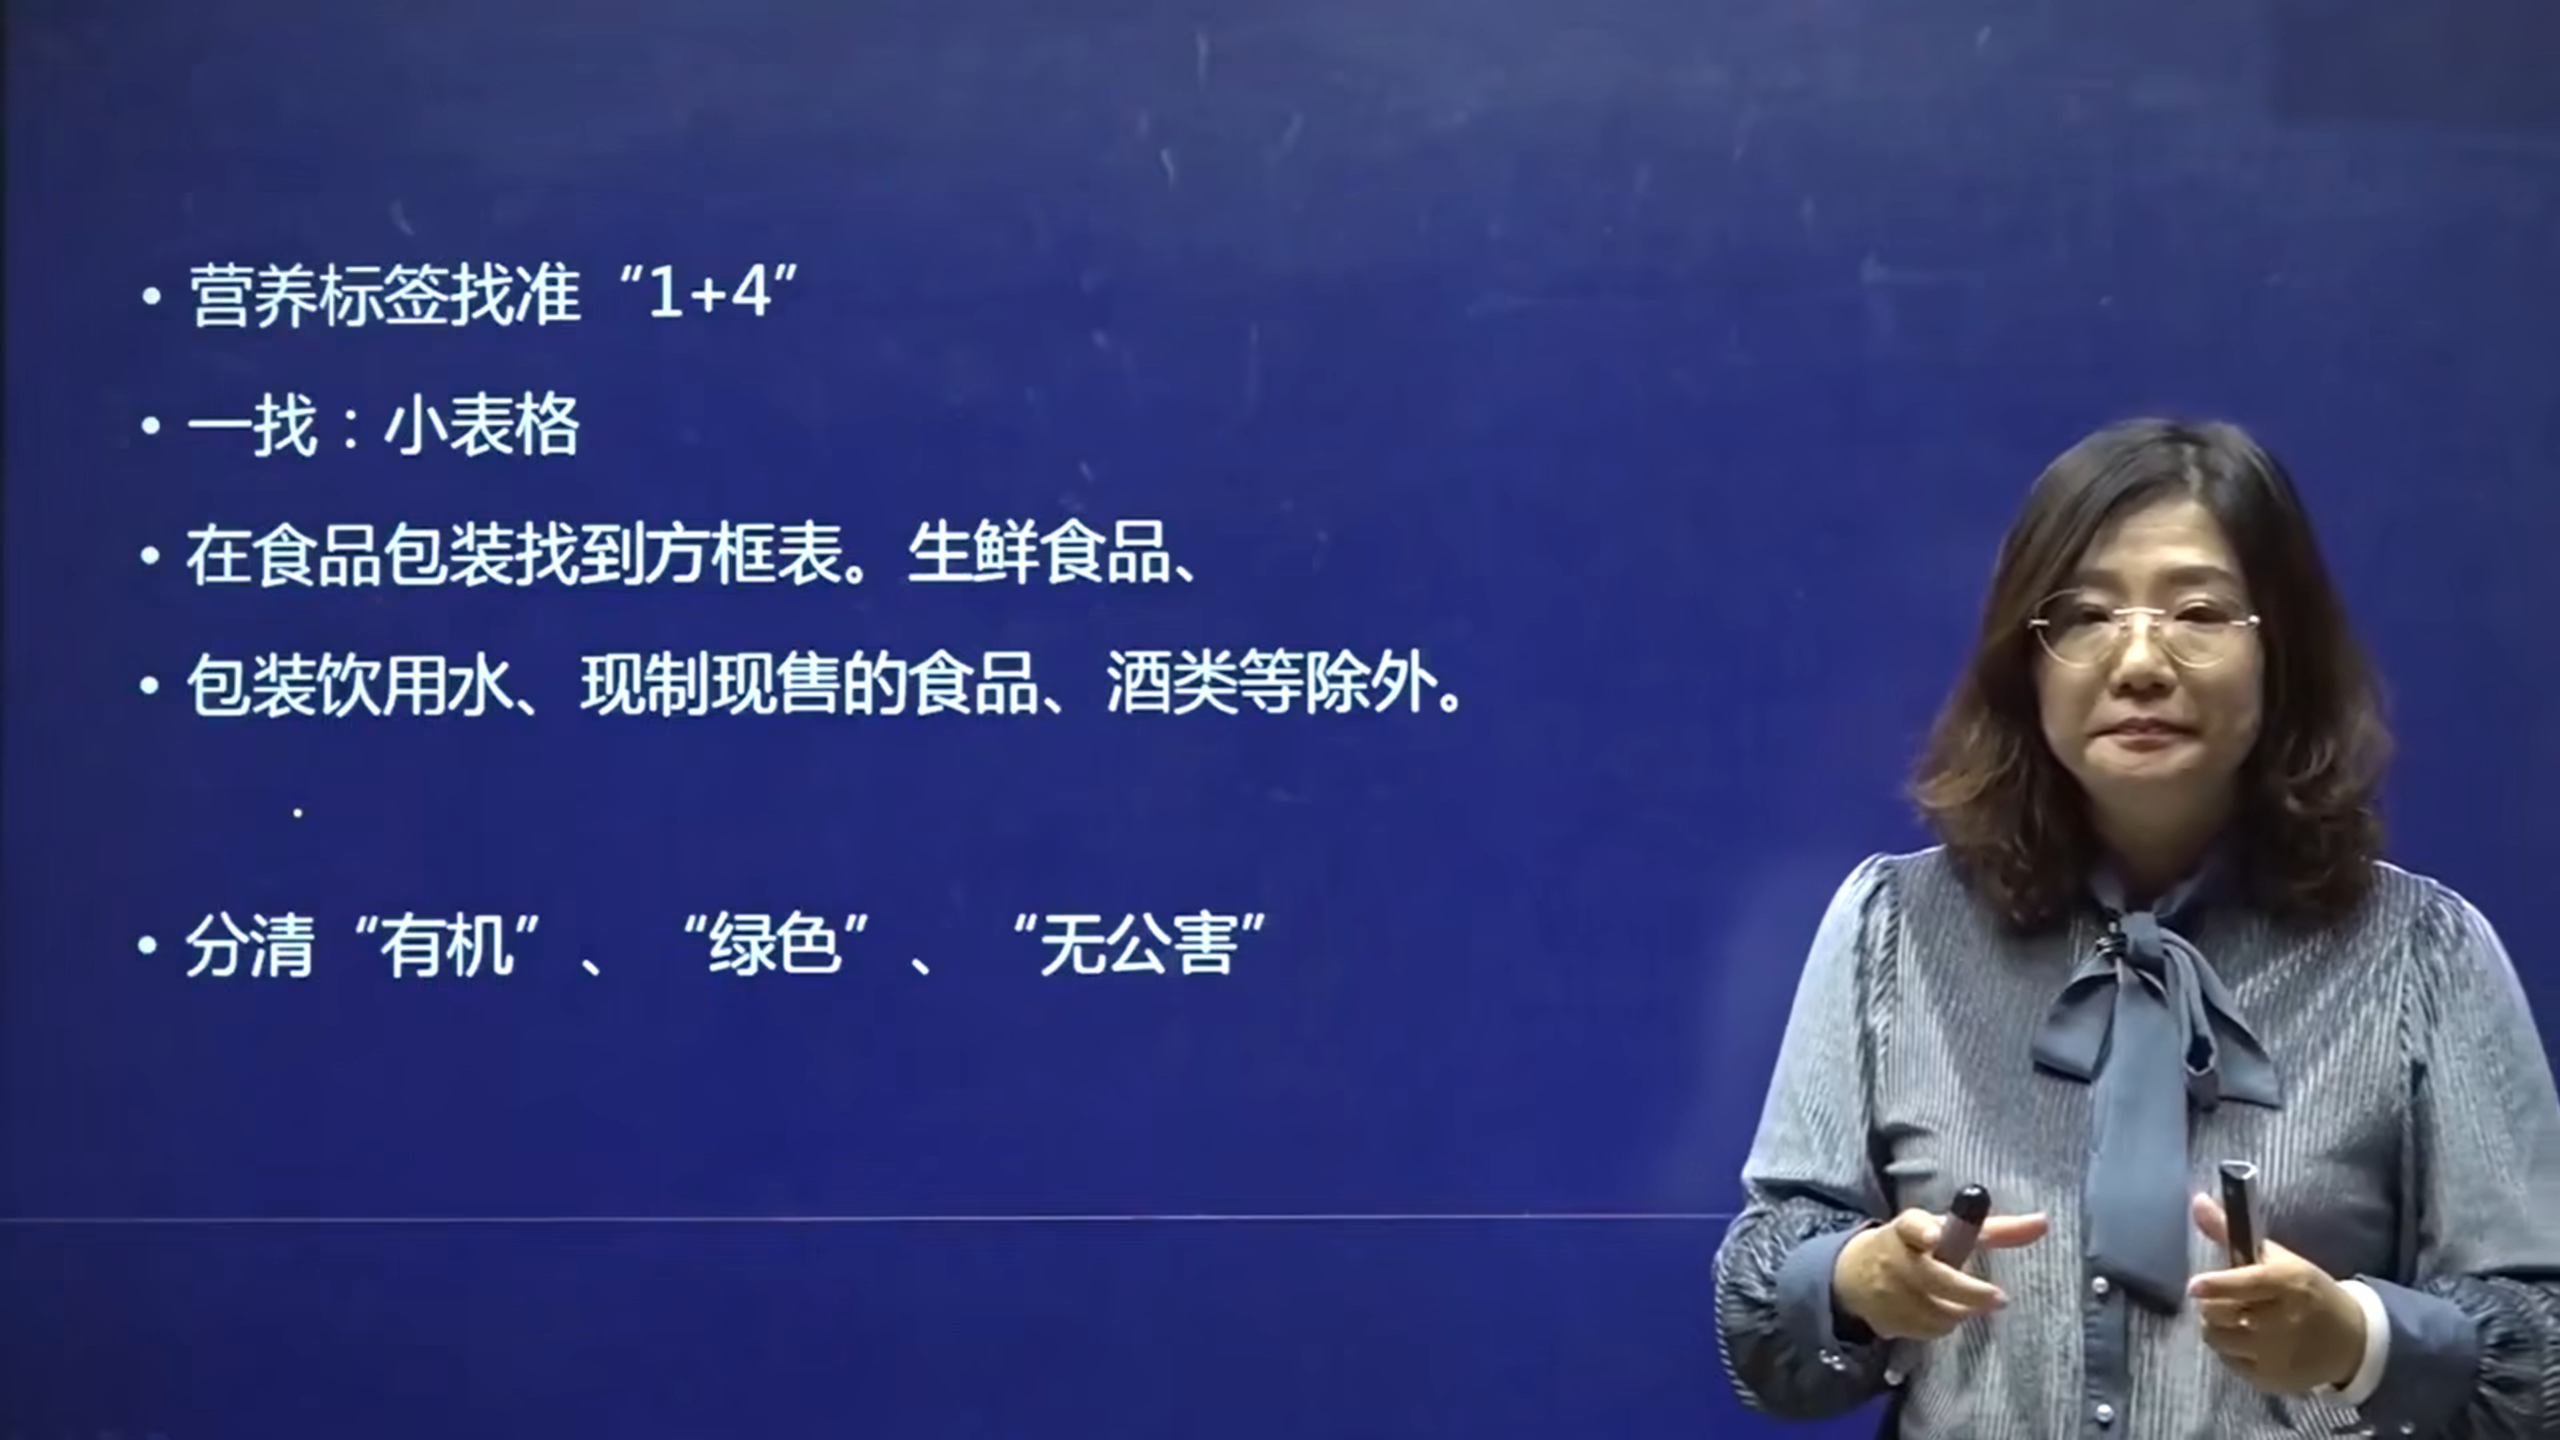 • 营养标签找准“1+4”
• 一找：小表格
• 在食品包装找到方框表。生鲜食品、
• 包装饮用水、现制现售的食品、酒类等除外。
• 分清“有机”、“绿色”、“无公害”